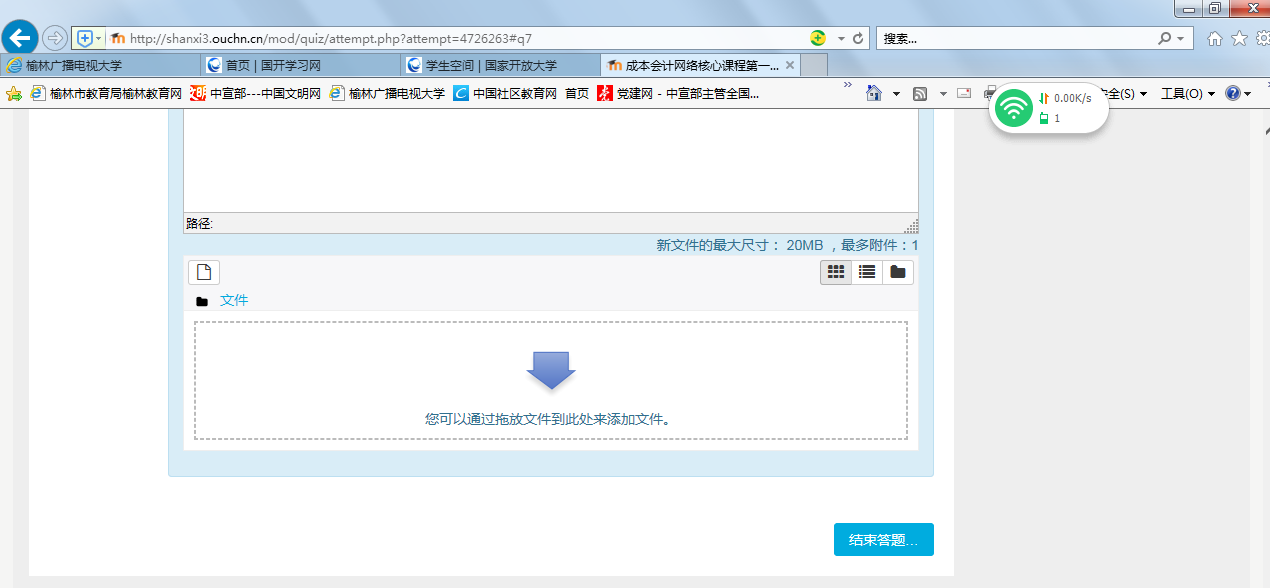 http://shanxi3.ouchn.cn/mod/quiz/attempt.php?attempt=4726263#q7
搜索...
榆林广播电视大学
首页 | 国开学习网
学生空间 | 国家开放大学
成本会计网络核心课程第一...
榆林市教育局榆林教育网
中宣部---中国文明网
榆林广播电视大学
中国社区教育网
首页
党建网 - 中宣部主管全国...
全(S)
工具(O)
0.00K/s
1
路径:
新文件的最大尺寸： 20MB ，最多附件：1
文件
您可以通过拖放文件到此处来添加文件。
结束答题...